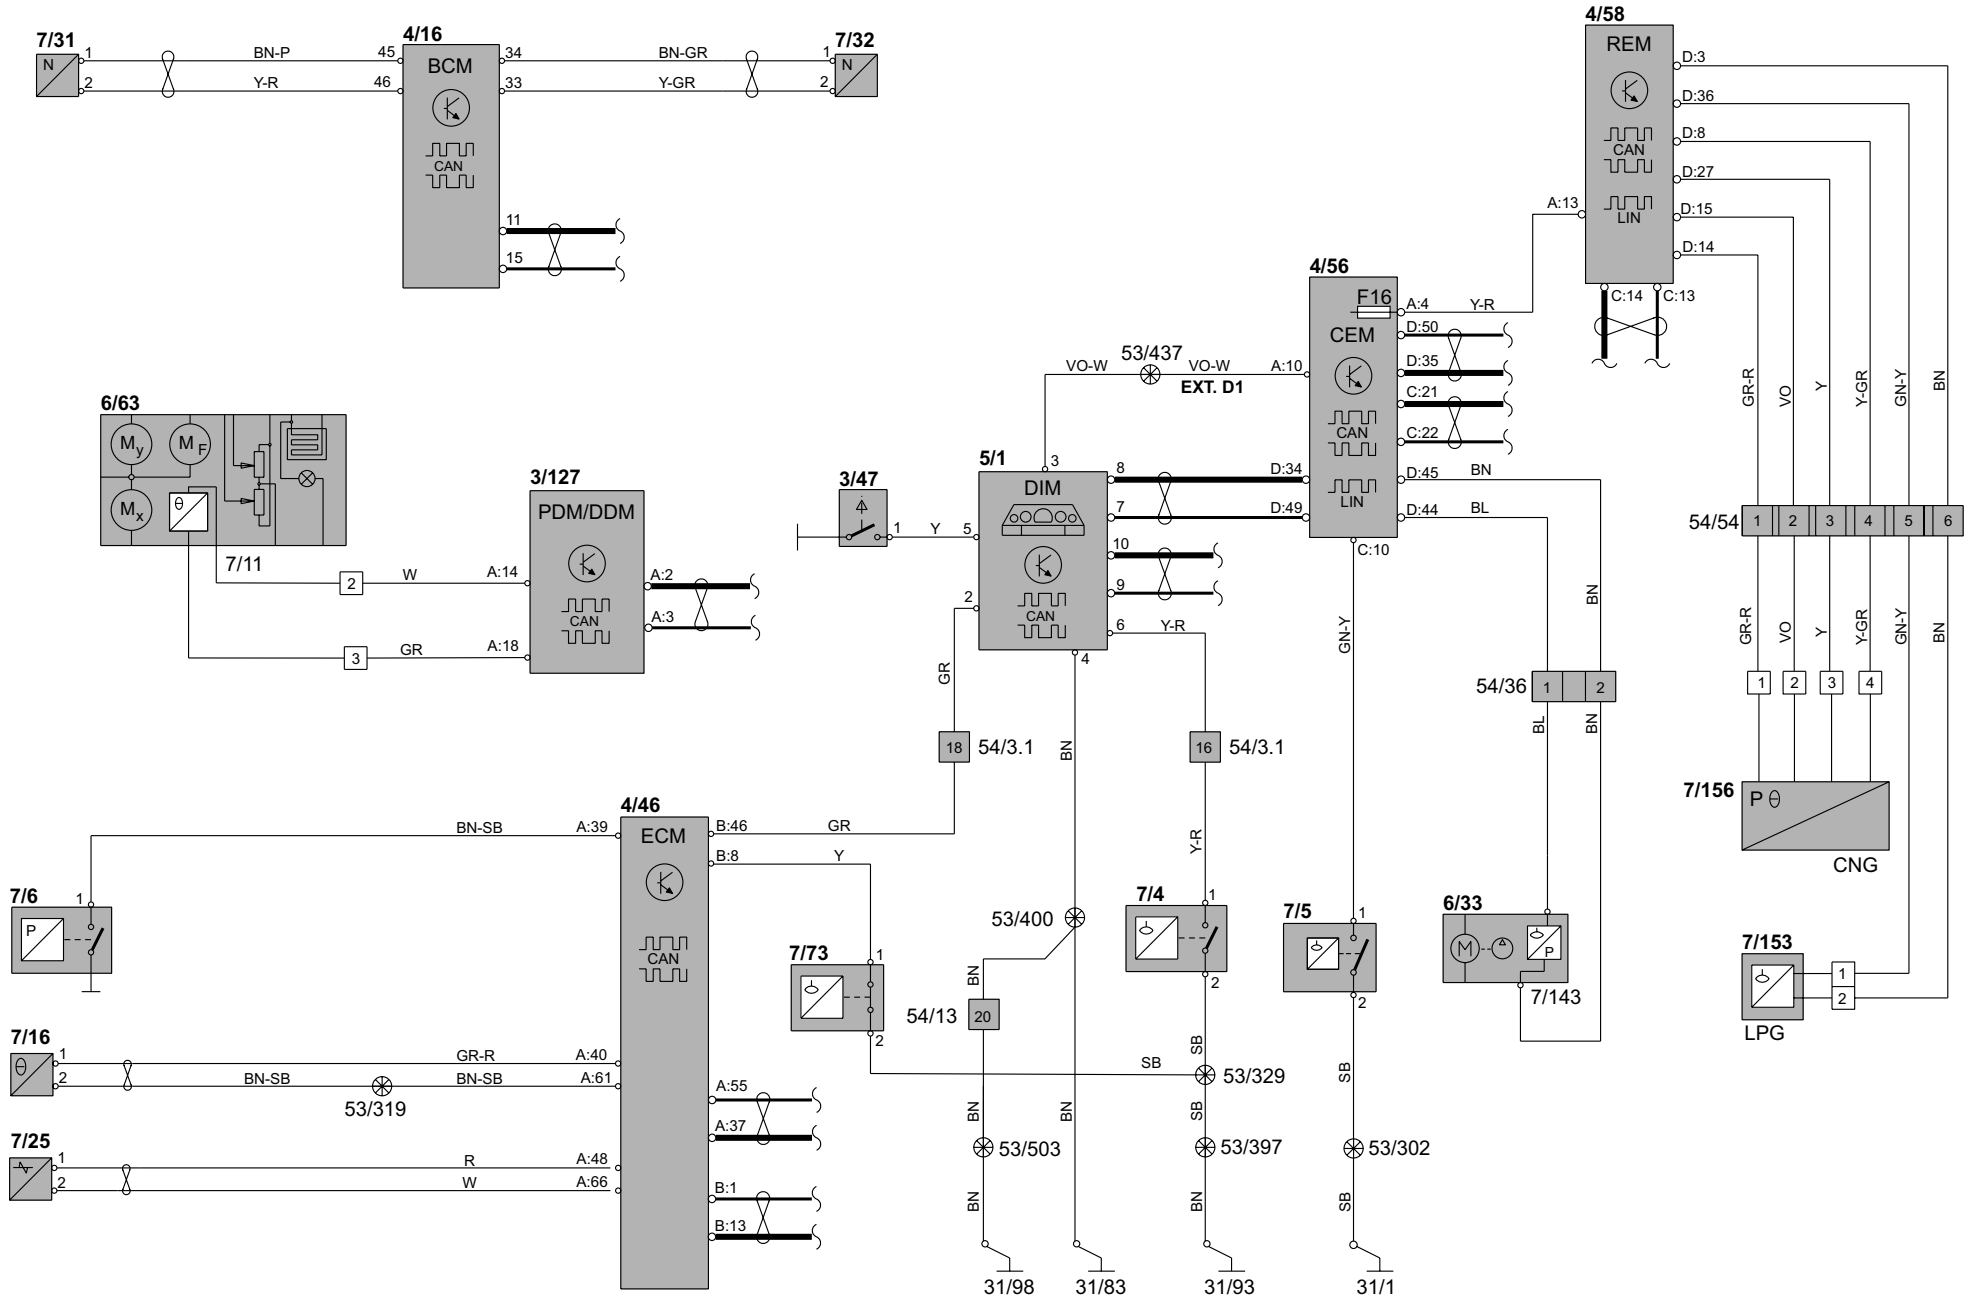 7/31
N
1
2
BN-P
Y-R
45
46
4/16
BCM
CAN
34
33
BN-GR
Y-GR
1
2
7/32
N
11
15
4/58
REM
CAN
LIN
D:3
D:36
D:8
D:27
D:15
D:14
A:13
C:14
C:13
4/56
F16
CEM
CAN
LIN
A:4
Y-R
D:50
D:35
C:21
C:22
D:45
BN
D:44
BL
C:10
VO-W
53/437
VO-W
A:10
EXT. D1
D:34
D:49
GR-R
VO
Y
Y-GR
GN-Y
BN
54/54
1
2
3
4
5
6
GR-R
VO
Y
Y-GR
GN-Y
BN
1
2
3
4
7/156
P θ
CNG
6/63
My
MF
Mx
θ
7/11
2
W
A:14
3
GR
A:18
3/127
PDM/DDM
CAN
A:2
A:3
3/47
1
Y
5
5/1
3
DIM
CAN
8
7
10
9
2
6
Y-R
4
GR
18
54/3.1
BN
16
54/3.1
Y-R
GN-Y
BN
54/36
1
2
BL
BN
4/46
ECM
CAN
BN-SB
A:39
B:46
GR
B:8
Y
7/6
1
P
7/73
1
2
53/400
BN
54/13
20
7/4
1
2
7/5
1
2
6/33
M
P
7/143
7/153
1
2
LPG
7/16
θ
1
2
GR-R
A:40
BN-SB
BN-SB
A:61
53/319
7/25
1
2
R
A:48
W
A:66
A:55
A:37
B:1
B:13
SB
SB
53/329
SB
BN
BN
SB
53/503
53/397
53/302
BN
BN
SB
31/98
31/83
31/93
31/1